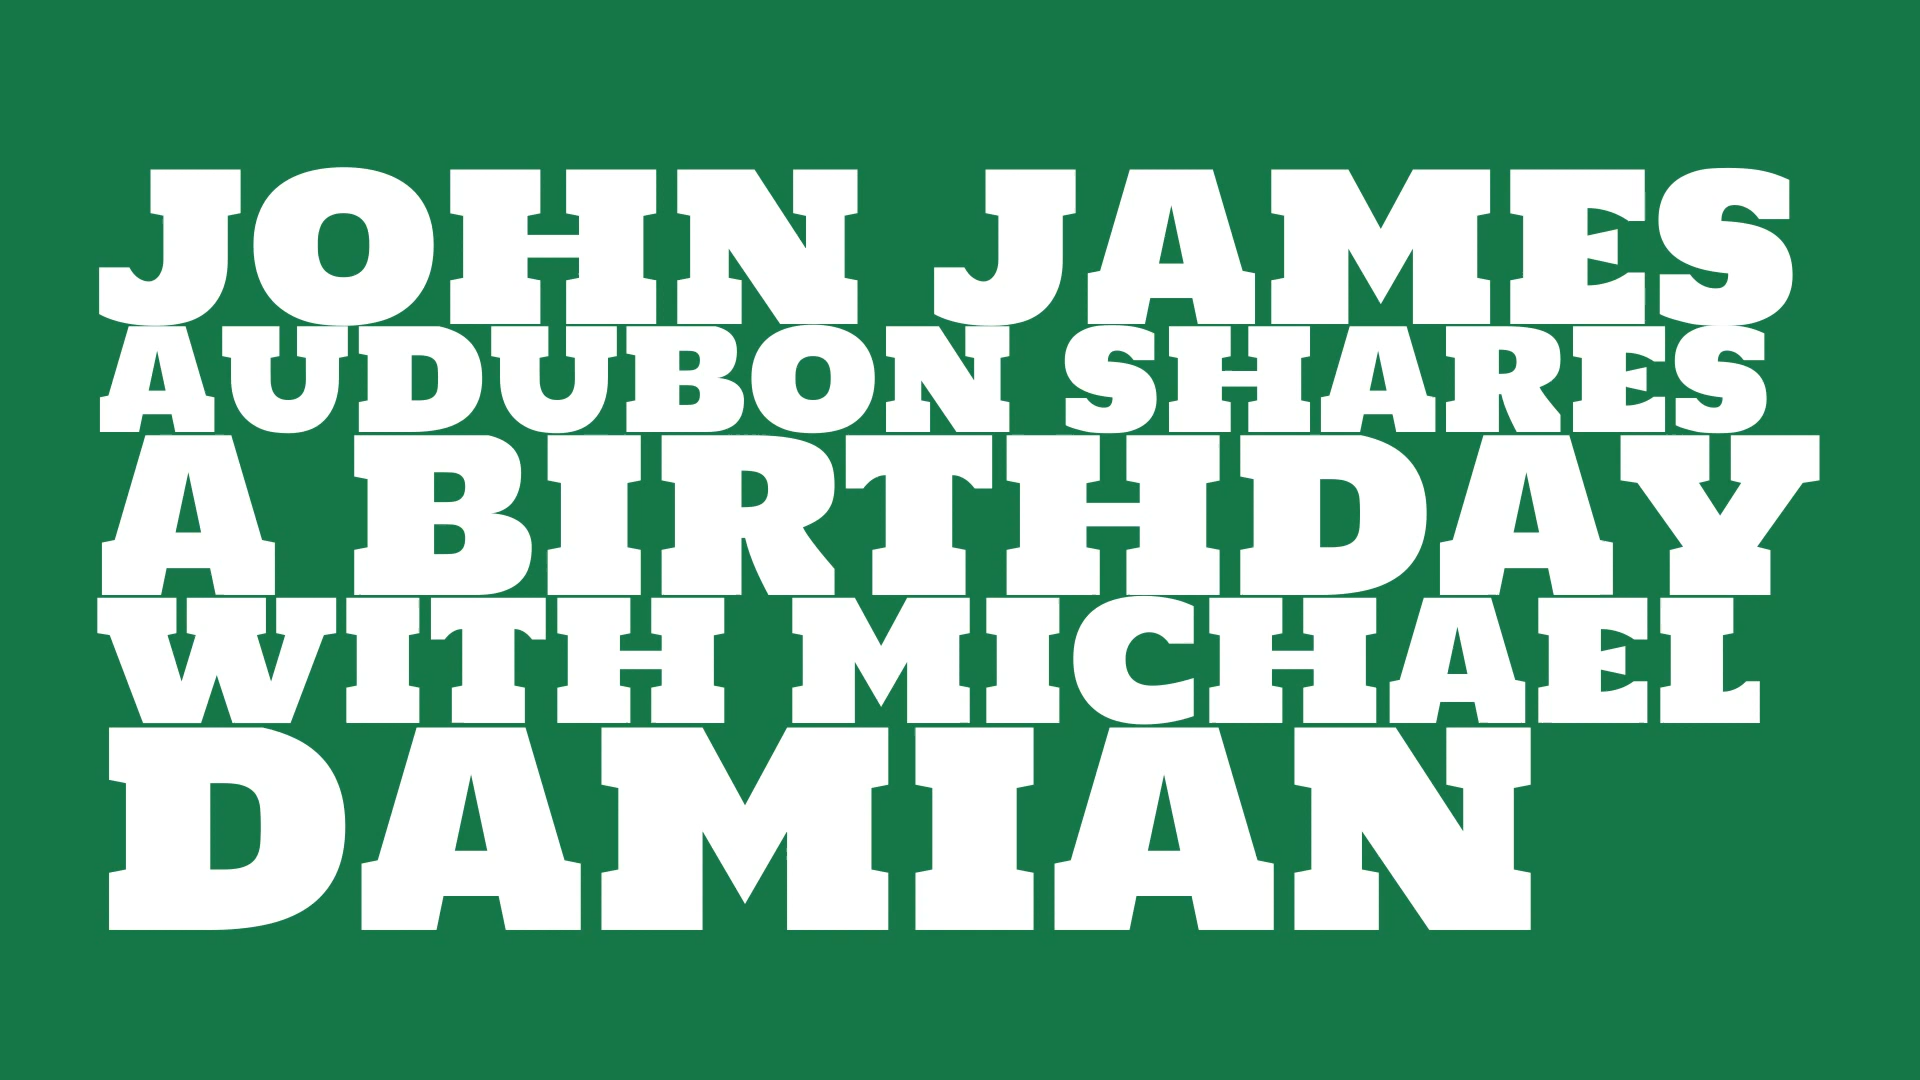 JOHN JAMES
AUDUBON SHARES
A BIRTHDAY
WITH MICHAEL
DAMIAN